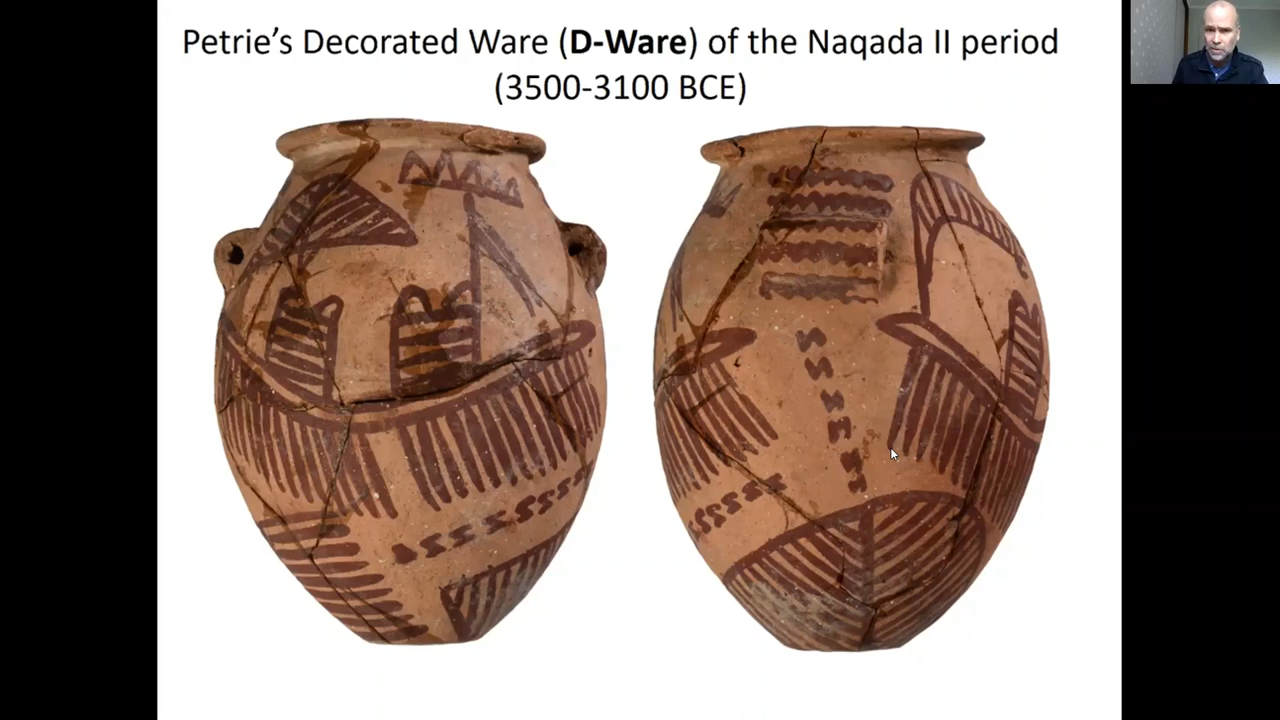 Petrie’s Decorated Ware (D-Ware) of the Naqada II period
(3500-3100 BCE)